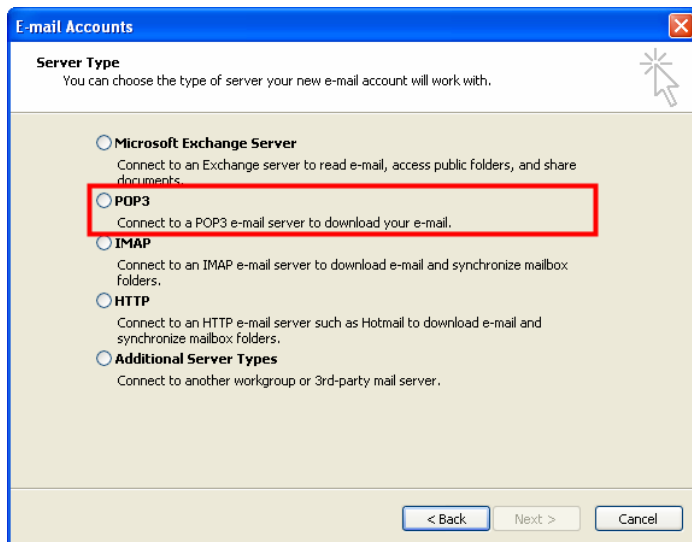 E-mail Accounts
Server Type
You can choose the type of server your new e-mail account will work with.
Microsoft Exchange Server
Connect to an Exchange server to read e-mail, access public folders, and share
documents.
POP3
Connect to a POP3 e-mail server to download your e-mail.
IMAP
Connect to an IMAP e-mail server to download e-mail and synchronize mailbox
folders.
HTTP
Connect to an HTTP e-mail server such as Hotmail to download e-mail and
synchronize mailbox folders.
Additional Server Types
Connect to another workgroup or 3rd-party mail server.
< Back Next > Cancel